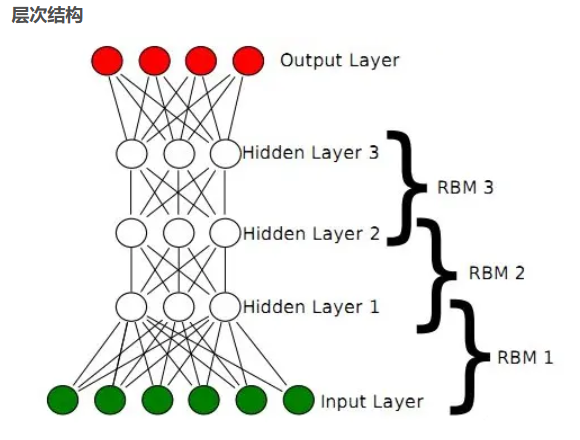 层次结构
Output Layer
Hidden Layer 3
RBM 3
Hidden Layer 2
RBM 2
Hidden Layer 1
RBM 1
Input Layer